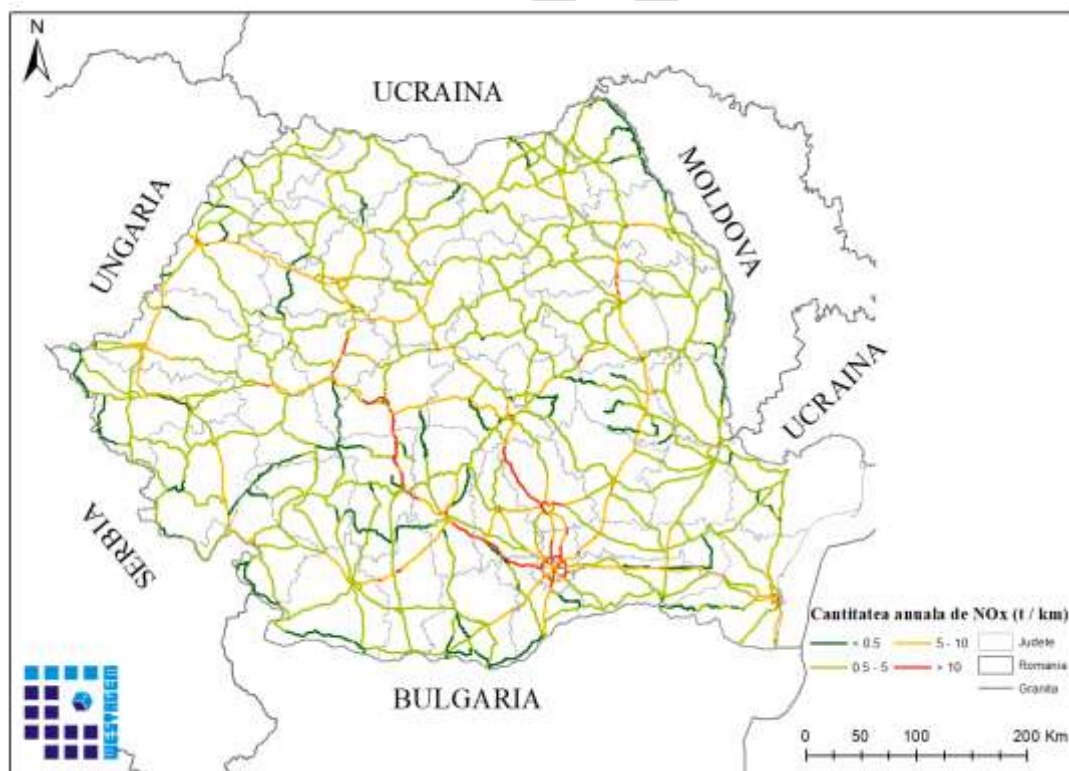 N
UCRAINA
MOLDOVA
UNGARIA
UCRAINA
SERBIA
BULGARIA
Cantitatea anuala de NOx (t / km)
< 0.5
5 - 10
Judete
0.5 - 5
> 10
Romania
Granita
0 50 100 200 Km
WESTAGEM